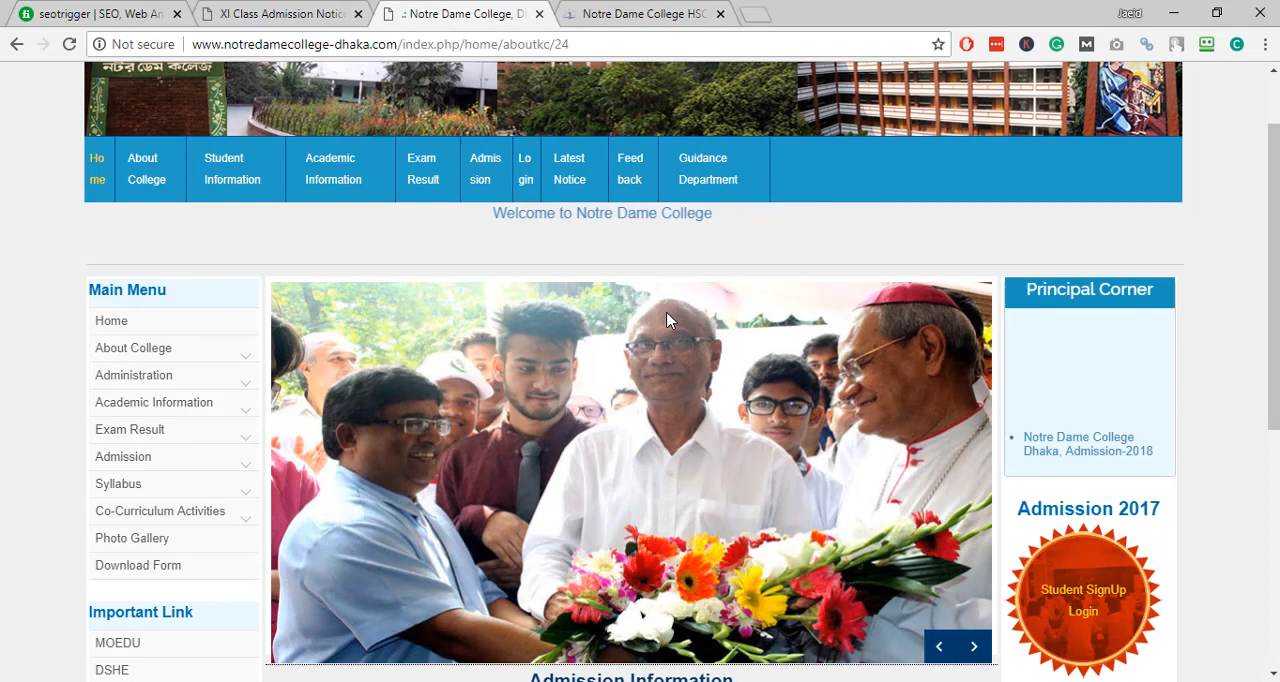 seotrigger | SEO, Web An
XI Class Admission Notic
Notre Dame College, D
Notre Dame College HSC
Jaeid
Not secure
www.notredamecollege-dhaka.com/index.php/home/aboutkc/24
নটর ডেম কলেজ
Ho
me
About
College
Student
Information
Academic
Information
Exam
Result
Admis
sion
Lo
gin
Latest
Notice
Feed
back
Guidance
Department
Welcome to Notre Dame College
Main Menu
Home
About College
Administration
Academic Information
Exam Result
Admission
Syllabus
Co-Curriculum Activities
Photo Gallery
Download Form
Important Link
MOEDU
DSHE
Principal Corner
Notre Dame College
Dhaka, Admission-2018
Admission 2017
Student SignUp
Login
Admission Information